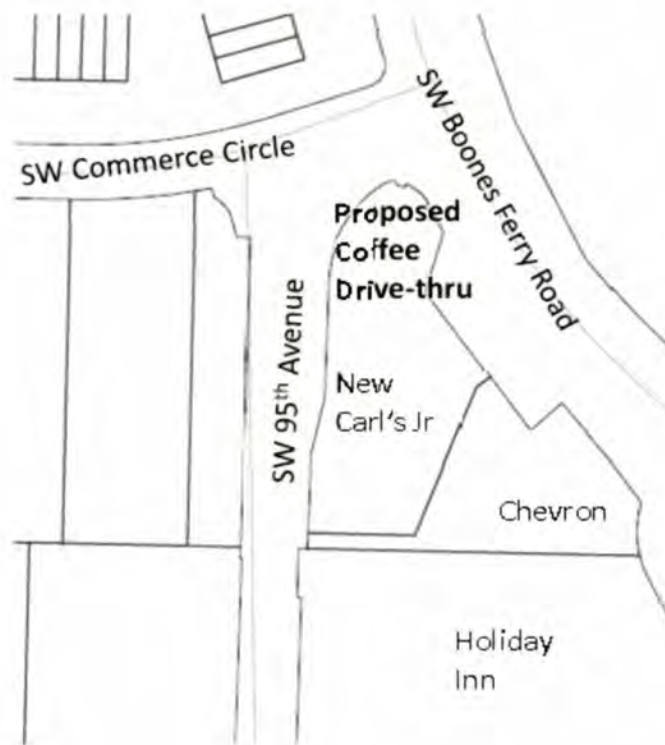 SW Boones Ferry Road
SW Commerce Circle
Proposed
Coffee
Drive-thru
SW 95th Avenue
New
Carl's Jr
Chevron
Holiday
Inn